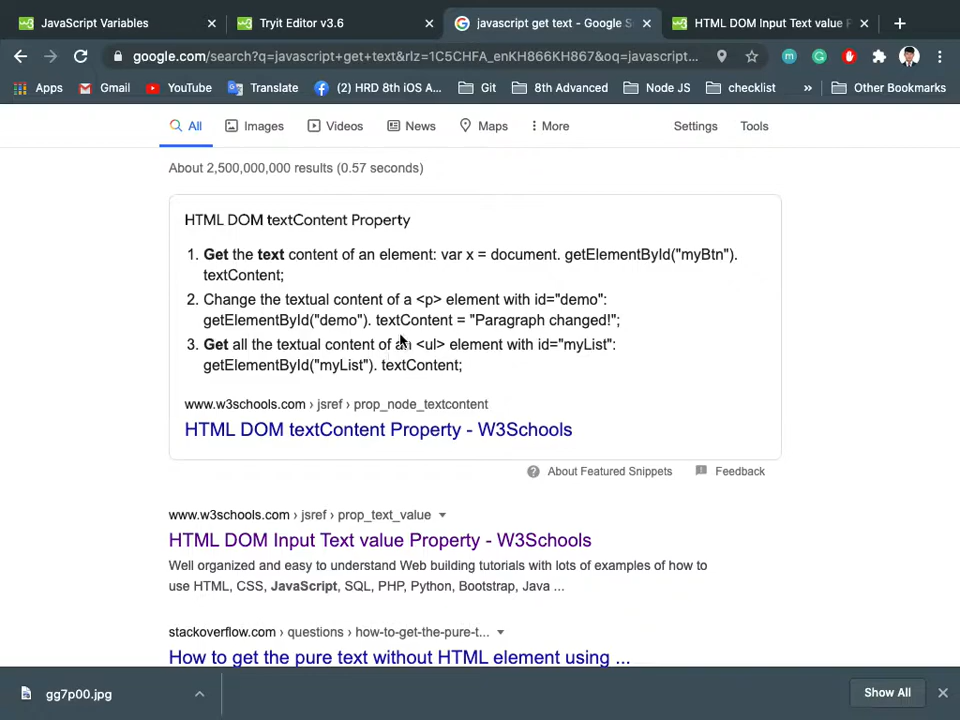 JavaScript Variables
Tryit Editor v3.6
javascript get text - Google S
HTML DOM Input Text value P
google.com/search?q=javascript+get+text&rlz=1C5CHFA_enKH866KH867&oq=javascript...
Apps
Gmail
YouTube
Translate
(2) HRD 8th iOS A...
Git
8th Advanced
Node JS
checklist
»
Other Bookmarks
All
Images
Videos
News
Maps
More
Settings
Tools
About 2,500,000,000 results (0.57 seconds)
HTML DOM textContent Property
1. Get the text content of an element: var x = document. getElementById("myBtn").
textContent;
2. Change the textual content of a <p> element with id="demo":
getElementById("demo"). textContent = "Paragraph changed!";
3. Get all the textual content of an <ul> element with id="myList":
getElementById("myList"). textContent;
www.w3schools.com › jsref › prop_node_textcontent
HTML DOM textContent Property - W3Schools
About Featured Snippets
Feedback
www.w3schools.com › jsref › prop_text_value
HTML DOM Input Text value Property - W3Schools
Well organized and easy to understand Web building tutorials with lots of examples of how to
use HTML, CSS, JavaScript, SQL, PHP, Python, Bootstrap, Java ...
stackoverflow.com › questions › how-to-get-the-pure-t...
How to get the pure text without HTML element using ...
gg7p00.jpg
Show All